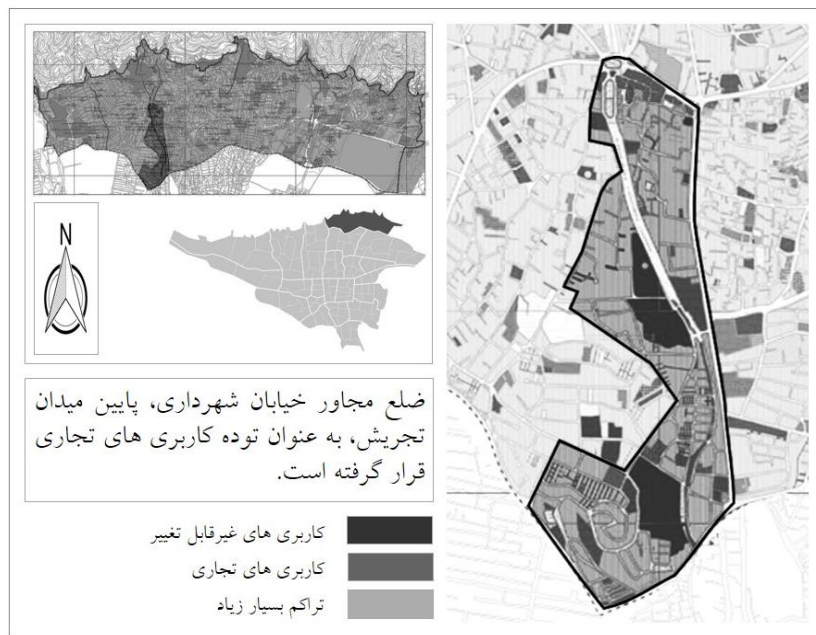 N
ضلع مجاور خیابان شهرداری، پایین میدان
تجریش، به عنوان توده کاربری های تجاری
قرار گرفته است.
کاربری های غیرقابل تغییر
کاربری های تجاری
تراکم بسیار زیاد